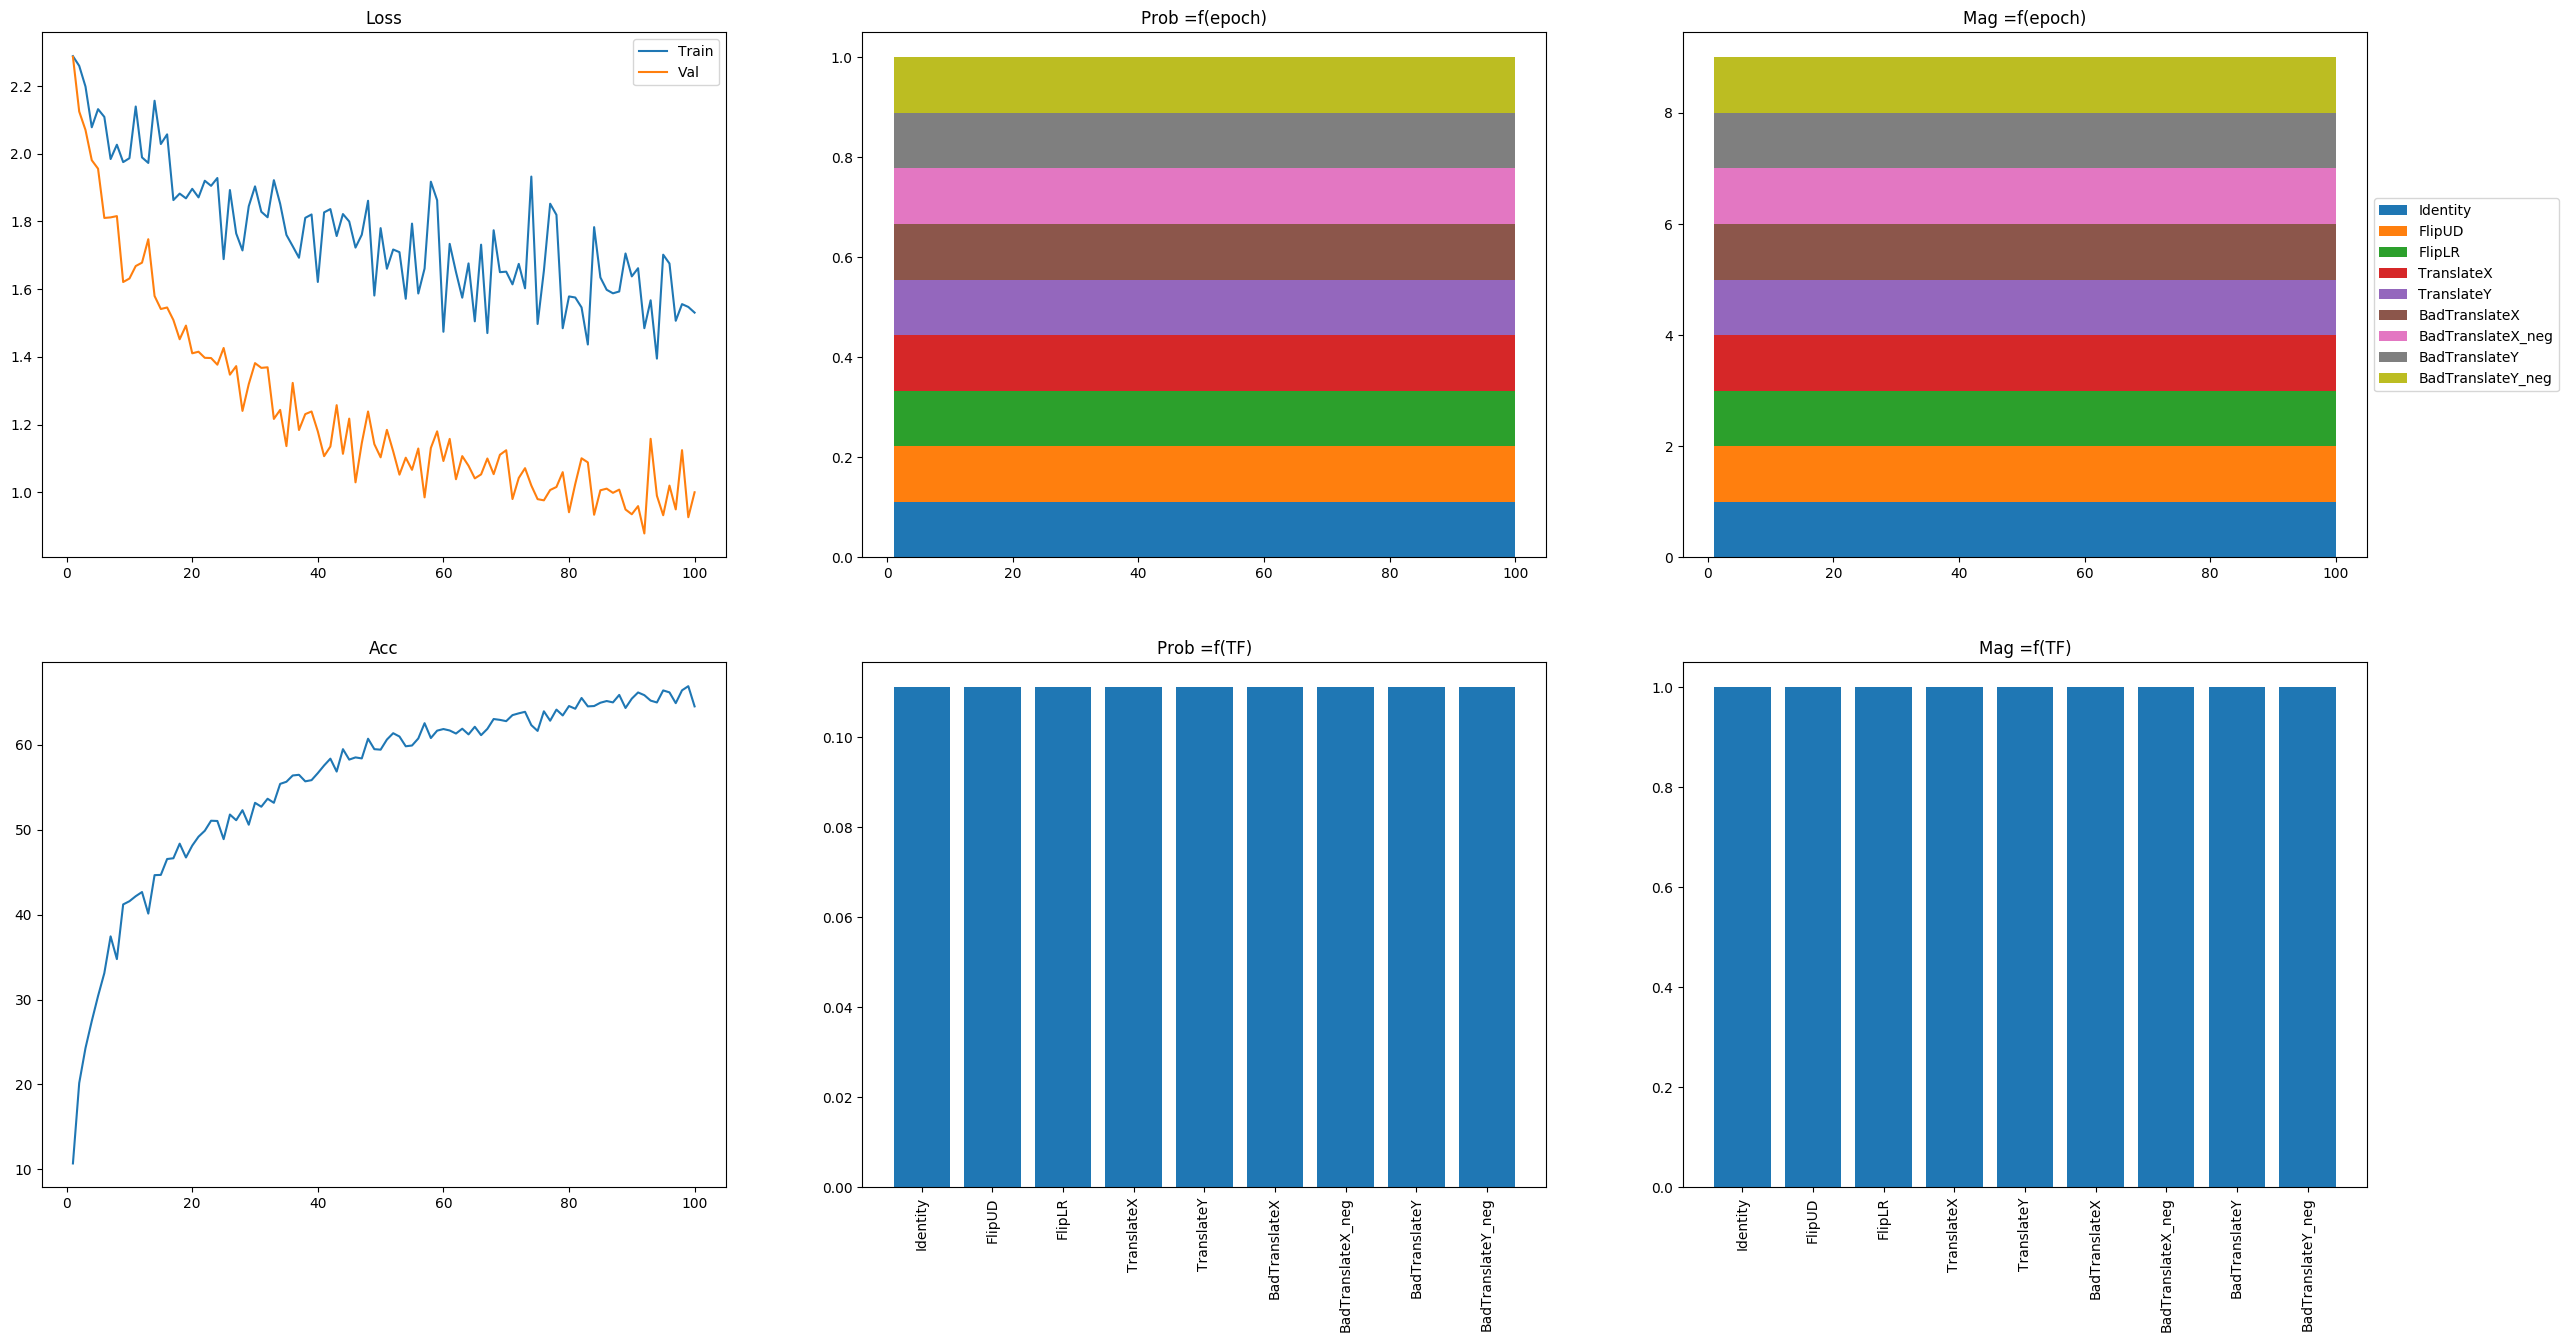 Loss
Train
Val
2.2
2.0
1.8
1.6
1.4
1.2
1.0
0 20 40 60 80 100
Prob =f(epoch)
1.0
0.8
0.6
0.4
0.2
0.0
0 20 40 60 80 100
Mag =f(epoch)
8
6
4
2
0
0 20 40 60 80 100
Identity
FlipUD
FlipLR
TranslateX
TranslateY
BadTranslateX
BadTranslateX_neg
BadTranslateY
BadTranslateY_neg
Acc
60
50
40
30
20
10
0 20 40 60 80 100
Prob =f(TF)
0.10
0.08
0.06
0.04
0.02
0.00
Identity
FlipUD
FlipLR
TranslateX
TranslateY
BadTranslateX
BadTranslateX_neg
BadTranslateY
BadTranslateY_neg
Mag =f(TF)
1.0
0.8
0.6
0.4
0.2
0.0
Identity
FlipUD
FlipLR
TranslateX
TranslateY
BadTranslateX
BadTranslateX_neg
BadTranslateY
BadTranslateY_neg